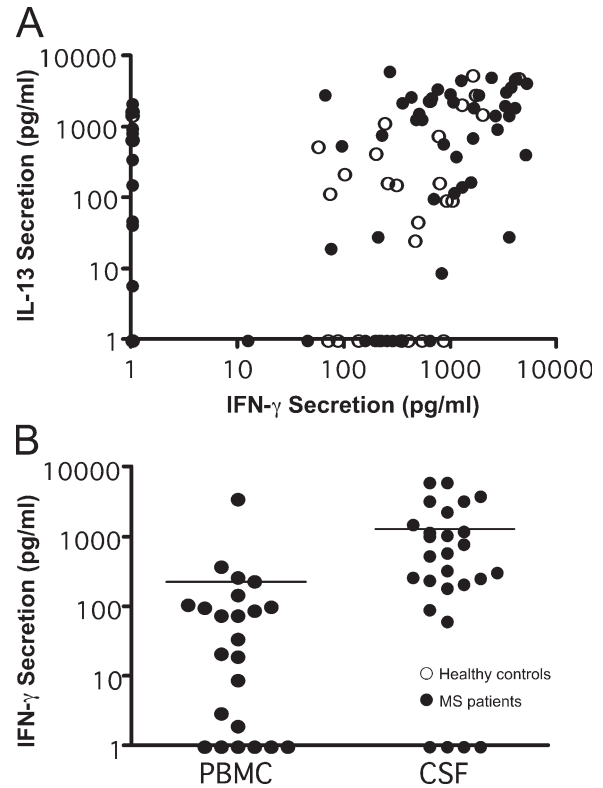 A
IL-13 Secretion (pg/ml)
10000
1000
100
10
1
1 10 100 1000 10000
IFN-γ Secretion (pg/ml)
B
IFN-γ Secretion (pg/ml)
10000
1000
100
10
1
Healthy controls
MS patients
PBMC CSF